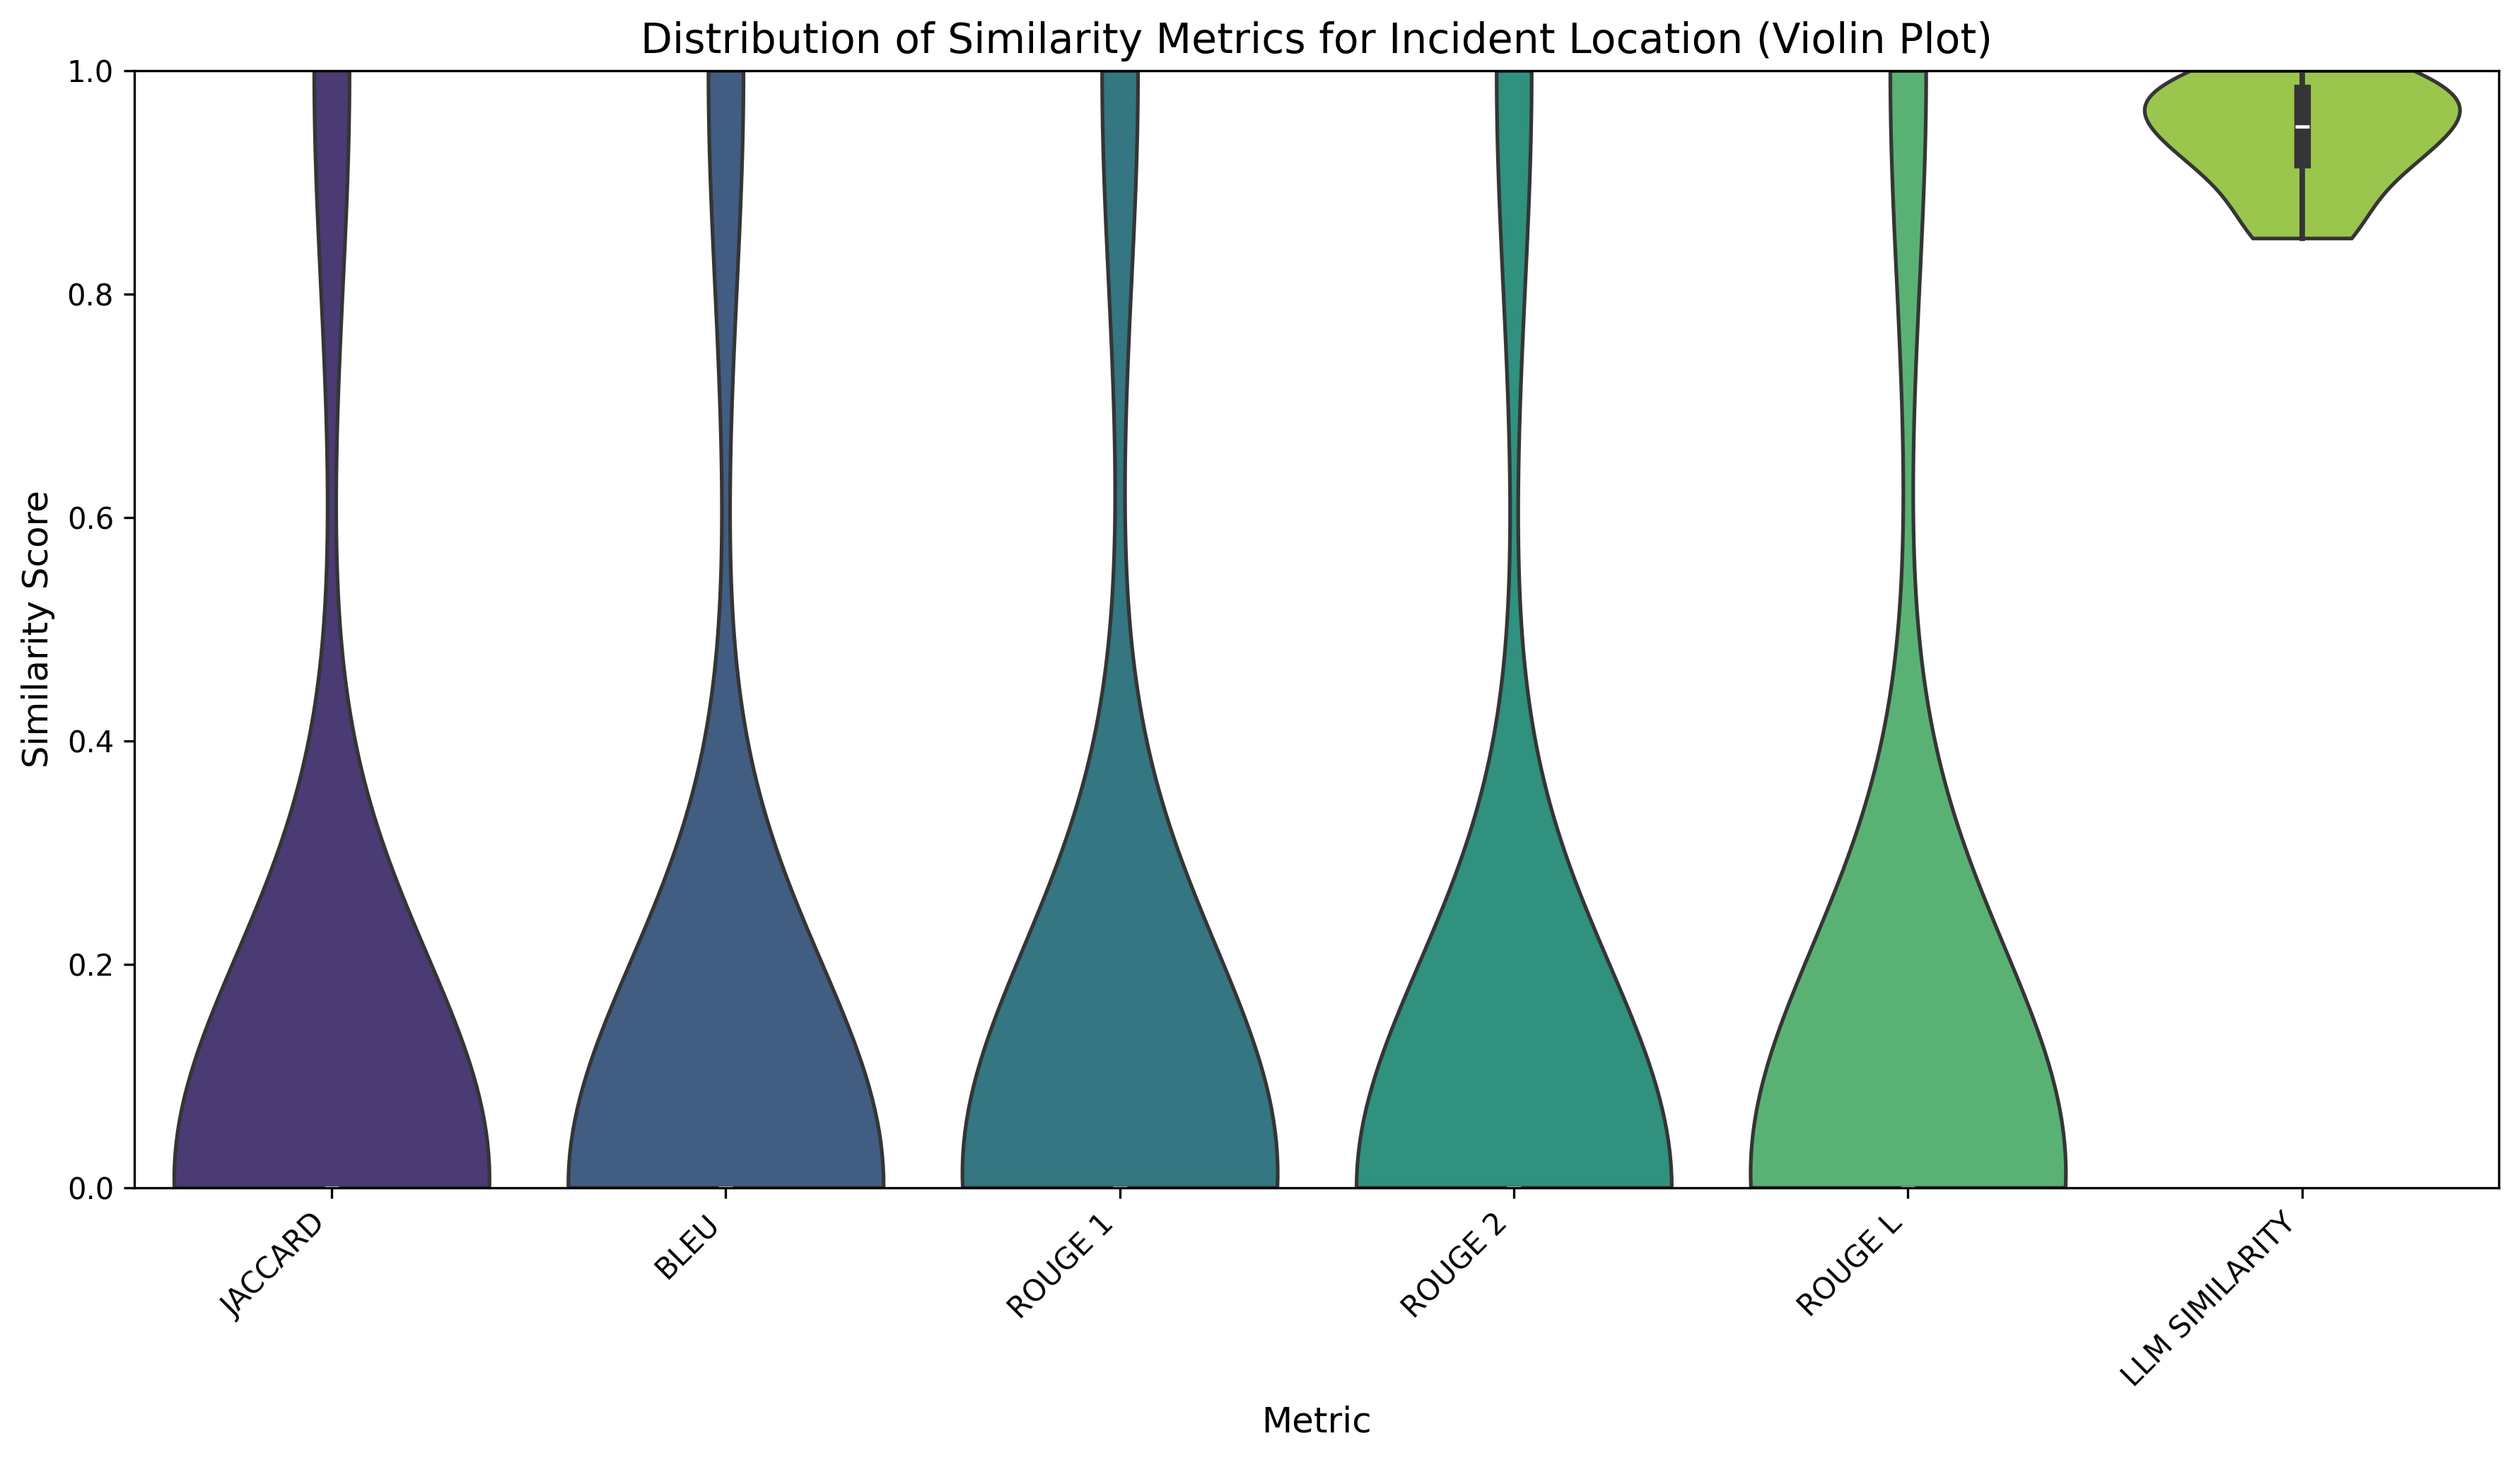 Distribution of Similarity Metrics for Incident Location (Violin Plot)
1.0
0.8
0.6
0.4
0.2
0.0
Similarity Score
JACCARD
BLEU
ROUGE 1
ROUGE 2
ROUGE L
LLM SIMILARITY
Metric